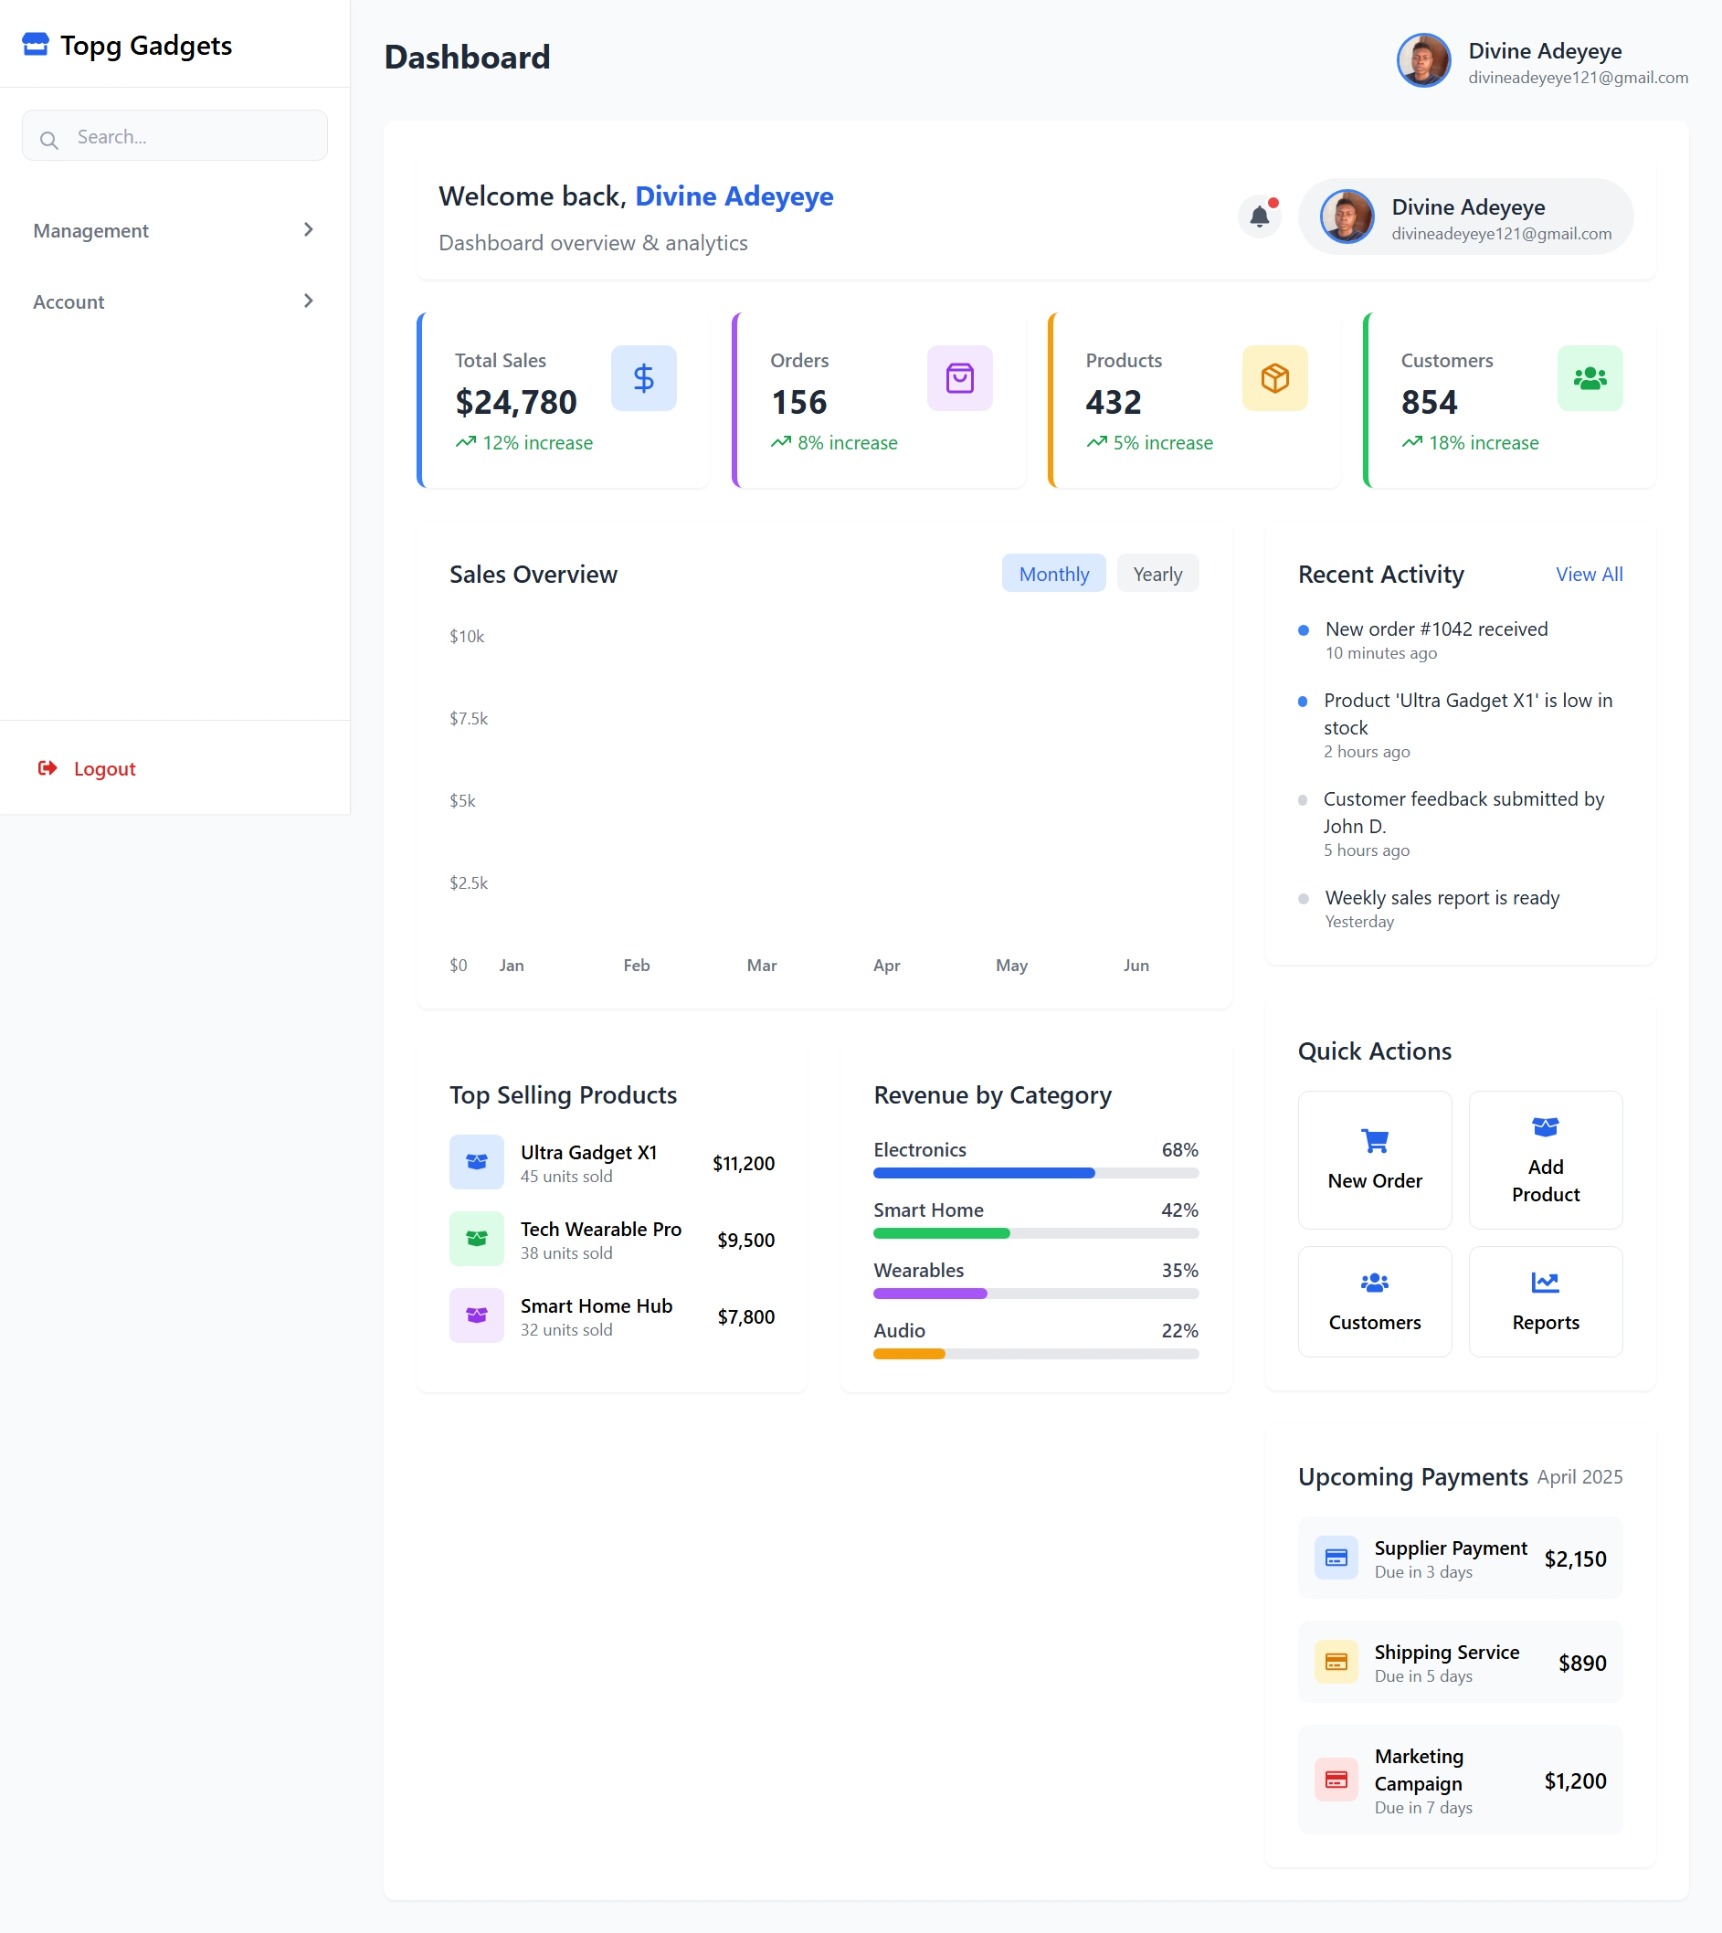 Topg Gadgets
Search...
Management
Account
Logout
Dashboard
Divine Adeyeye
divineadeyeye121@gmail.com
Welcome back, Divine Adeyeye
Dashboard overview & analytics
Divine Adeyeye
divineadeyeye121@gmail.com
Total Sales
$24,780
12% increase
Orders
156
8% increase
Products
432
5% increase
Customers
854
18% increase
Sales Overview
Monthly
Yearly
$10k
$7.5k
$5k
$2.5k
$0
Jan
Feb
Mar
Apr
May
Jun
Recent Activity
View All
New order #1042 received
10 minutes ago
Product 'Ultra Gadget X1' is low in
stock
2 hours ago
Customer feedback submitted by
John D.
5 hours ago
Weekly sales report is ready
Yesterday
Top Selling Products
Ultra Gadget X1
45 units sold
$11,200
Tech Wearable Pro
38 units sold
$9,500
Smart Home Hub
32 units sold
$7,800
Revenue by Category
Electronics
68%
Smart Home
42%
Wearables
35%
Audio
22%
Quick Actions
New Order
Add
Product
Customers
Reports
Upcoming Payments
April 2025
Supplier Payment
Due in 3 days
$2,150
Shipping Service
Due in 5 days
$890
Marketing
Campaign
Due in 7 days
$1,200